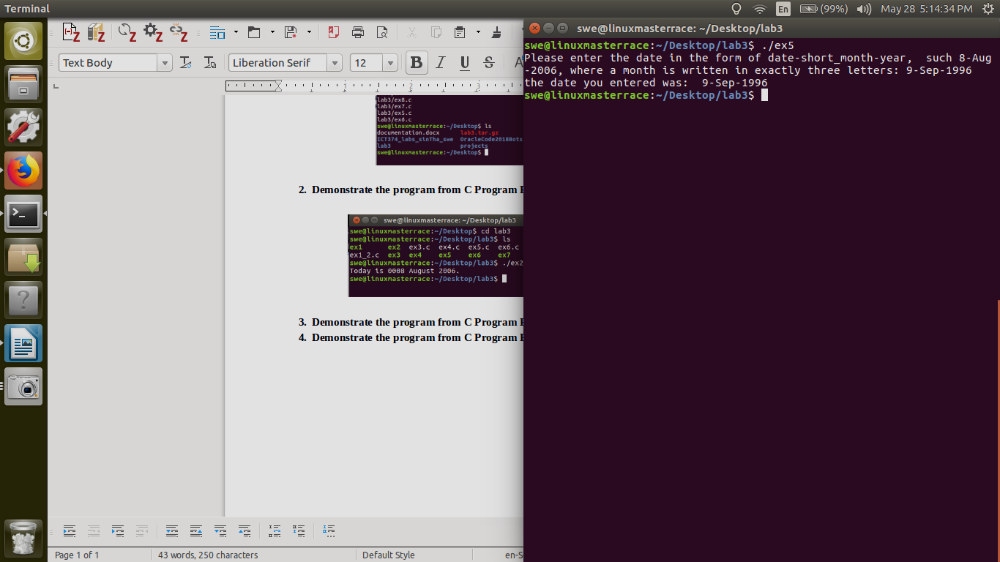 Terminal
En
(99%)
May 28 5:14:34 PM
Text Body
Liberation Serif
12
B
I
U
S
1
2
3
lab3/ex8.c
lab3/ex7.c
lab3/ex5.c
lab3/ex6.c
swe@linuxmasterrace:~/Desktop$ ls
documentation.docx lab3.tar.gz
ICT374_labs_sinTha_swe OracleCode2018Bots
lab3 projects
swe@linuxmasterrace:~/Desktop$
2. Demonstrate the program from C Program
swe@linuxmasterrace: ~/Desktop/lab3
swe@linuxmasterrace:~/Desktop$ cd lab3
swe@linuxmasterrace:~/Desktop/lab3$ ls
ex1 ex2 ex3.c ex4.c ex5.c ex6.c
ex1_2.c ex3 ex4 ex5 ex6 ex7
swe@linuxmasterrace:~/Desktop/lab3$ ./ex2
Today is 0008 August 2006.
swe@linuxmasterrace:~/Desktop/lab3$
3. Demonstrate the program from C Program
4. Demonstrate the program from C Program
Page 1 of 1
43 words, 250 characters
Default Style
en-S
swe@linuxmasterrace: ~/Desktop/lab3
swe@linuxmasterrace:~/Desktop/lab3$ ./ex5
Please enter the date in the form of date-short_month-year,  such 8-Aug
-2006, where a month is written in exactly three letters: 9-Sep-1996
the date you entered was:  9-Sep-1996
swe@linuxmasterrace:~/Desktop/lab3$